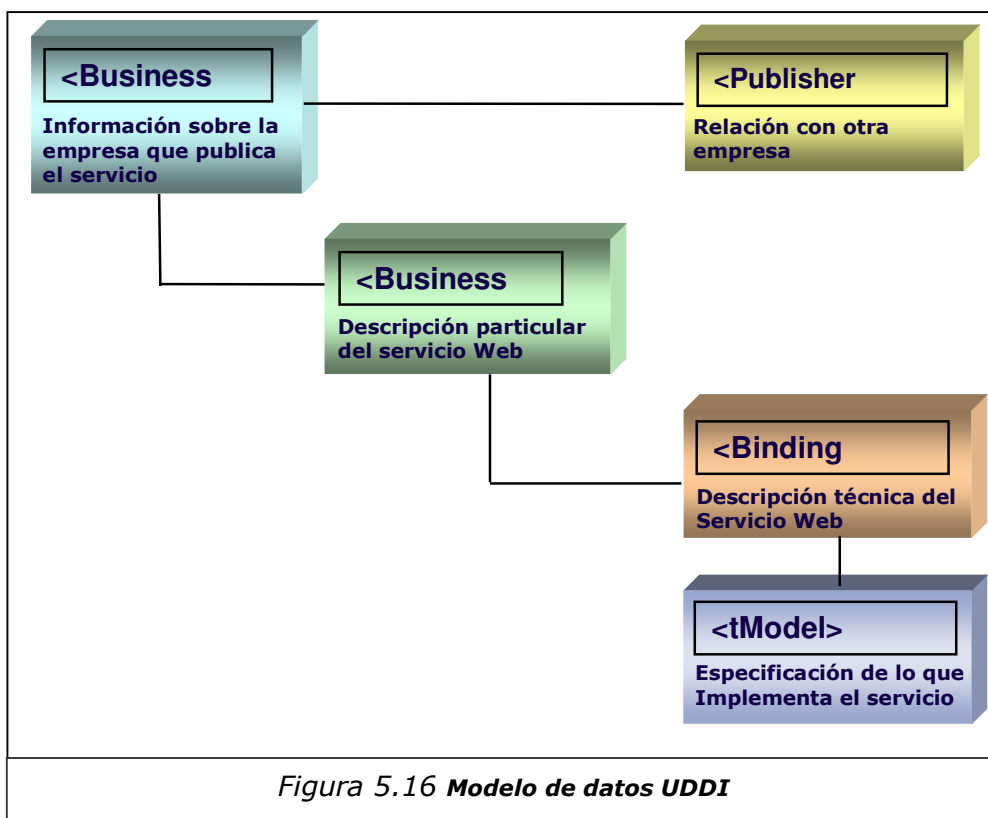 <Business
Información sobre la
empresa que publica
el servicio
<Publisher
Relación con otra
empresa
<Business
Descripción particular
del servicio Web
<Binding
Descripción técnica del
Servicio Web
<tModel>
Especificación de lo que
Implementa el servicio
Figura 5.16 Modelo de datos UDDI